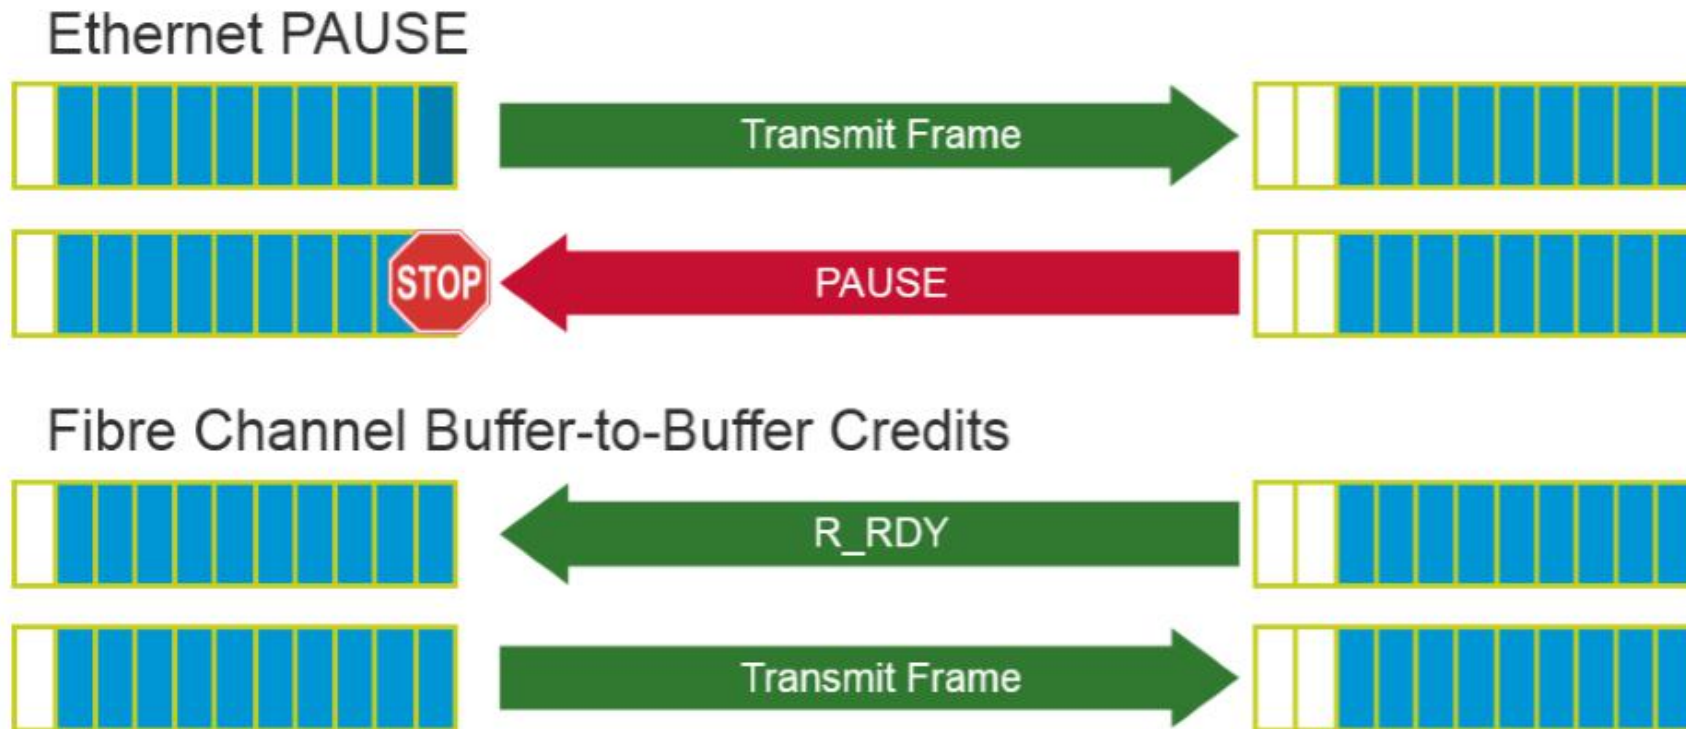 Ethernet PAUSE
Transmit Frame
STOP
PAUSE
Fibre Channel Buffer-to-Buffer Credits
R_RDY
Transmit Frame